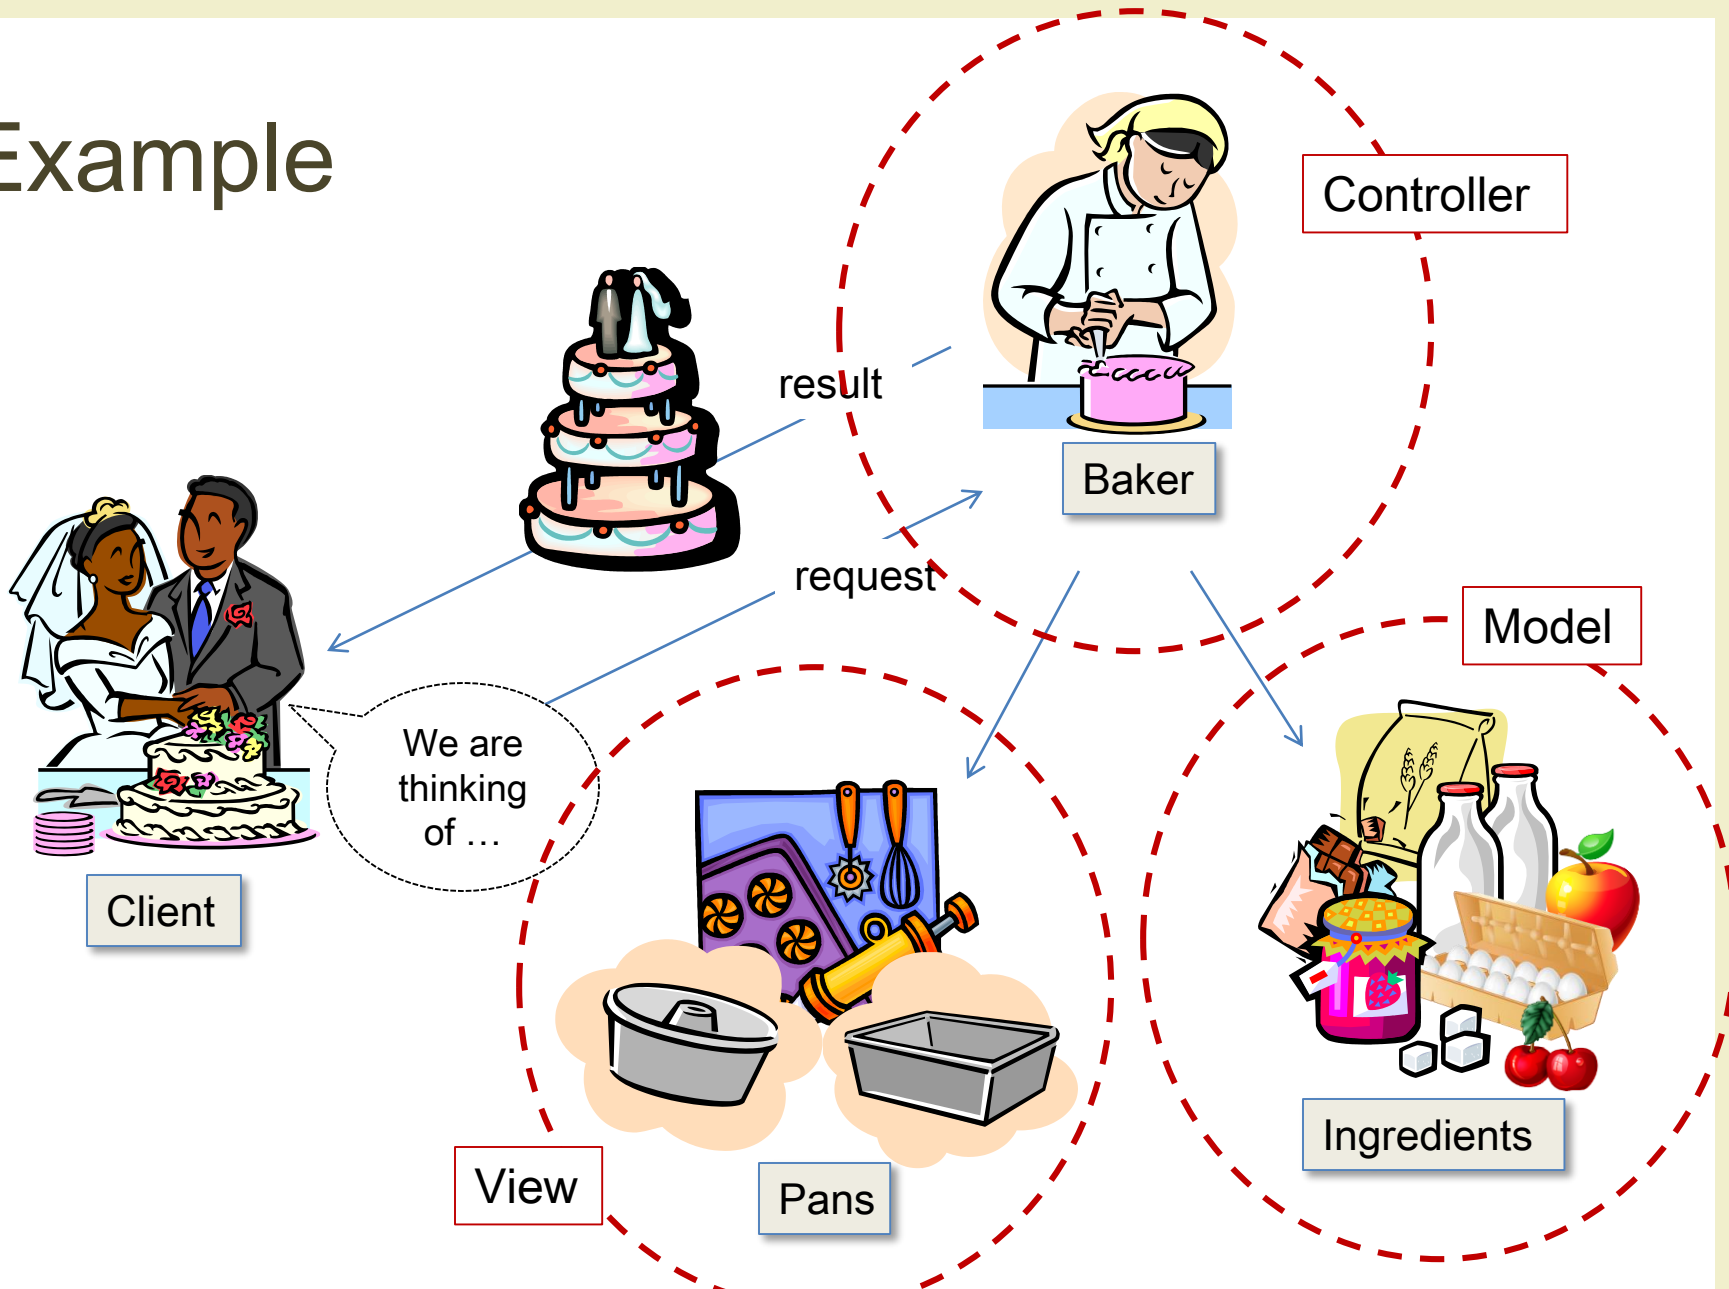 Example
Controller
result
Baker
request
Model
We are
thinking
of …
Client
Ingredients
View
Pans